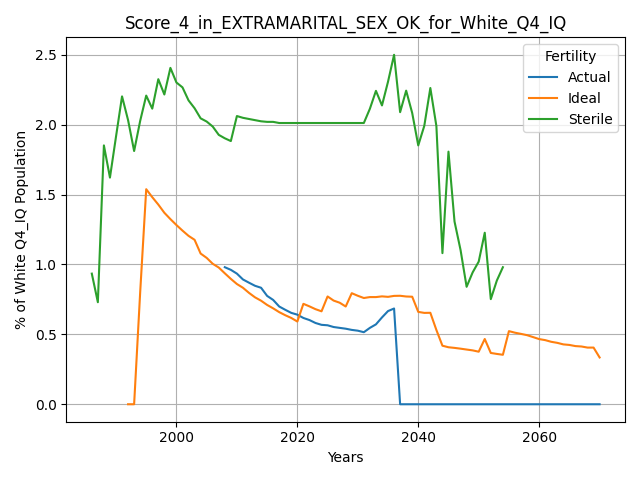 Score_4_in_EXTRAMARITAL_SEX_OK_for_White_Q4_IQ
Fertility
Actual
Ideal
Sterile
% of White Q4_IQ Population
2.5
2.0
1.5
1.0
0.5
0.0
2000
2020
2040
2060
Years